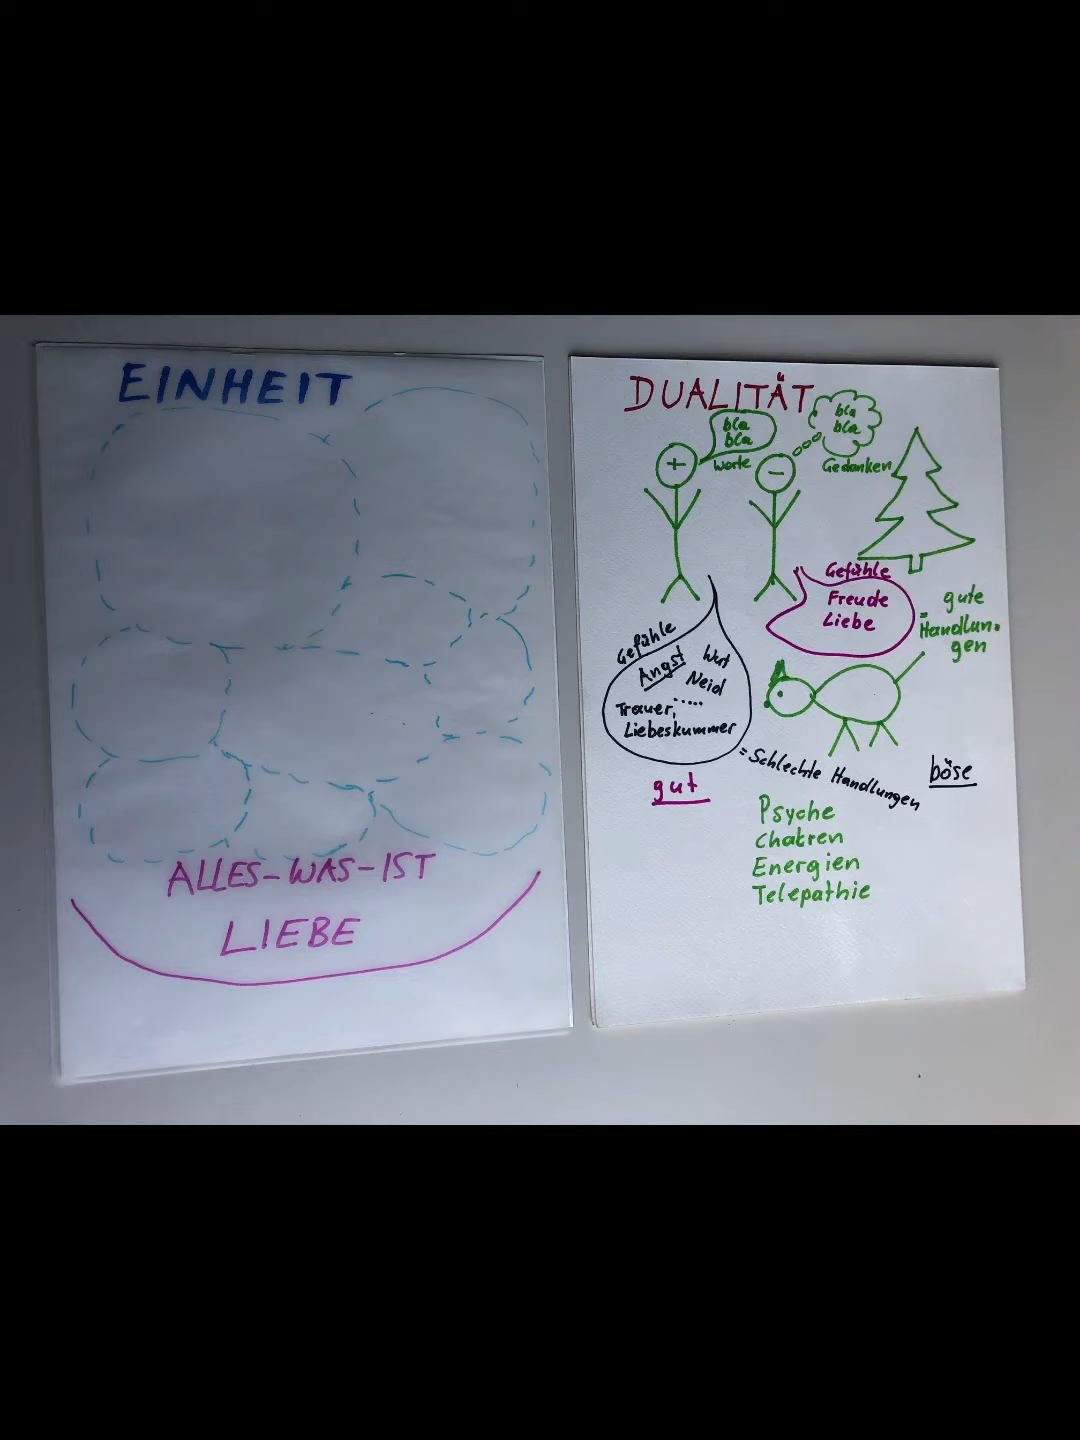 EINHEIT
ALLES-WAS-IST
LIEBE
DUALITÄT
bla
bla
Worte
bla
bla
Gedanken
+
−
Gefühle
Freude
Liebe
= gute
Handlun-
gen
Gefühle
Angst Wut
Neid
.....
Trauer,
Liebeskummer
= Schlechte Handlungen
gut
böse
Psyche
Chakren
Energien
Telepathie